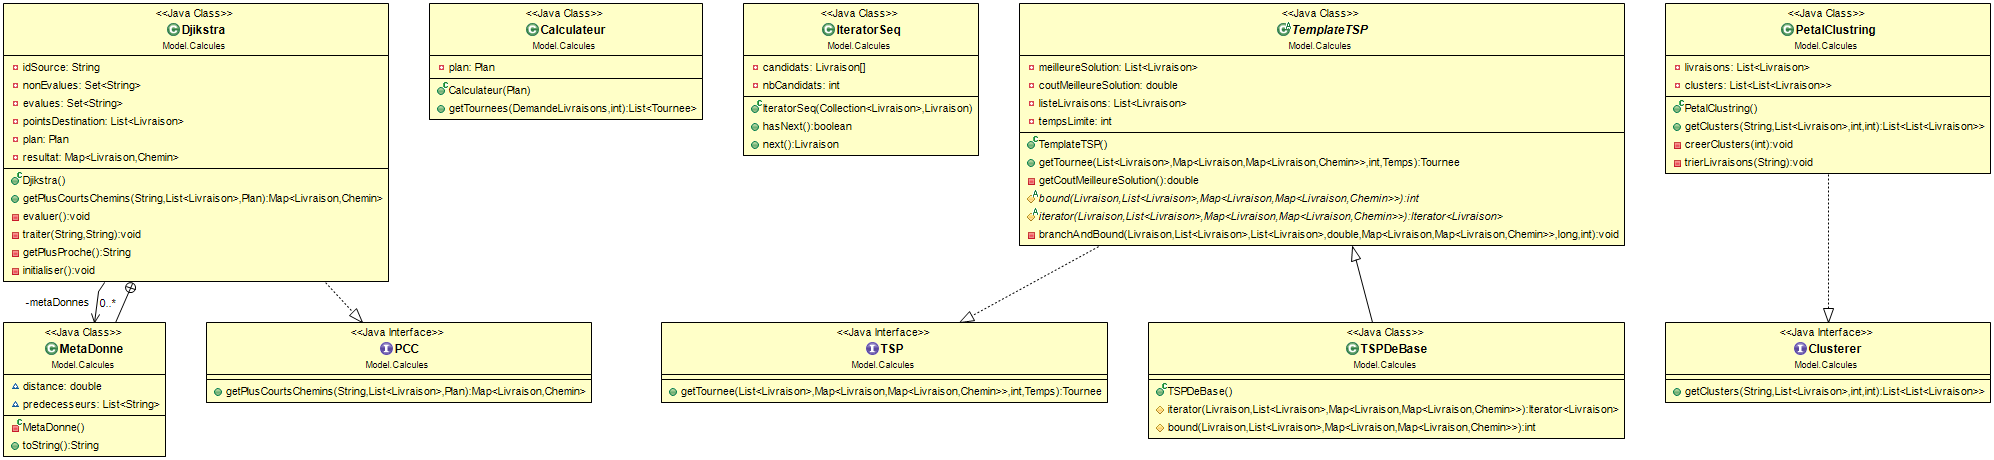 <<Java Class>>
Djikstra
Model.Calcules
idSource: String
nonEvalues: Set<String>
evalues: Set<String>
pointsDestination: List<Livraison>
plan: Plan
resultat: Map<Livraison,Chemin>
Djikstra()
getPlusCourtsChemins(String,List<Livraison>,Plan):Map<Livraison,Chemin>
evaluer():void
traiter(String,String):void
getPlusProche():String
initialiser():void
<<Java Class>>
Calculateur
Model.Calcules
plan: Plan
Calculateur(Plan)
getTournees(DemandeLivraisons,int):List<Tournee>
<<Java Class>>
IteratorSeq
Model.Calcules
candidats: Livraison[]
nbCandidats: int
IteratorSeq(Collection<Livraison>,Livraison)
hasNext():boolean
next():Livraison
<<Java Class>>
TemplateTSP
Model.Calcules
meilleureSolution: List<Livraison>
coutMeilleureSolution: double
listeLivraisons: List<Livraison>
tempsLimite: int
TemplateTSP()
getTournee(List<Livraison>,Map<Livraison,Map<Livraison,Chemin>>,int,Temps):Tournee
getCoutMeilleureSolution():double
bound(Livraison,List<Livraison>,Map<Livraison,Map<Livraison,Chemin>>):int
iterator(Livraison,List<Livraison>,Map<Livraison,Map<Livraison,Chemin>>):Iterator<Livraison>
branchAndBound(Livraison,List<Livraison>,List<Livraison>,double,Map<Livraison,Map<Livraison,Chemin>>,long,int):void
<<Java Class>>
PetalClustring
Model.Calcules
livraisons: List<Livraison>
clusters: List<List<Livraison>>
PetalClustring()
getClusters(String,List<Livraison>,int,int):List<List<Livraison>>
creerClusters(int):void
trierLivraisons(String):void
-metaDonnes
0..*
<<Java Class>>
MetaDonne
Model.Calcules
distance: double
predecesseurs: List<String>
MetaDonne()
toString():String
<<Java Interface>>
PCC
Model.Calcules
getPlusCourtsChemins(String,List<Livraison>,Plan):Map<Livraison,Chemin>
<<Java Interface>>
TSP
Model.Calcules
getTournee(List<Livraison>,Map<Livraison,Map<Livraison,Chemin>>,int,Temps):Tournee
<<Java Class>>
TSPDeBase
Model.Calcules
TSPDeBase()
iterator(Livraison,List<Livraison>,Map<Livraison,Map<Livraison,Chemin>>):Iterator<Livraison>
bound(Livraison,List<Livraison>,Map<Livraison,Map<Livraison,Chemin>>):int
<<Java Interface>>
Clusterer
Model.Calcules
getClusters(String,List<Livraison>,int,int):List<List<Livraison>>